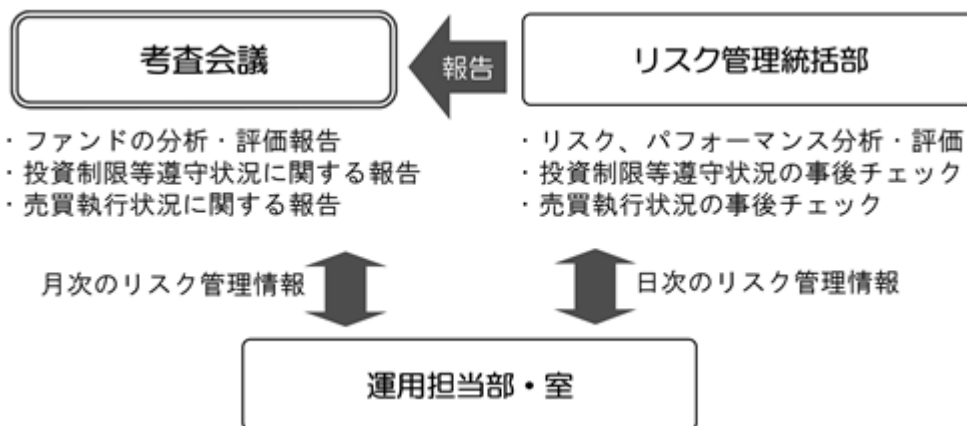 考査会議
報告
リスク管理統括部
・ファンドの分析・評価報告
・投資制限等遵守状況に関する報告
・売買執行状況に関する報告
・リスク、パフォーマンス分析・評価
・投資制限等遵守状況の事後チェック
・売買執行状況の事後チェック
月次のリスク管理情報
日次のリスク管理情報
運用担当部・室